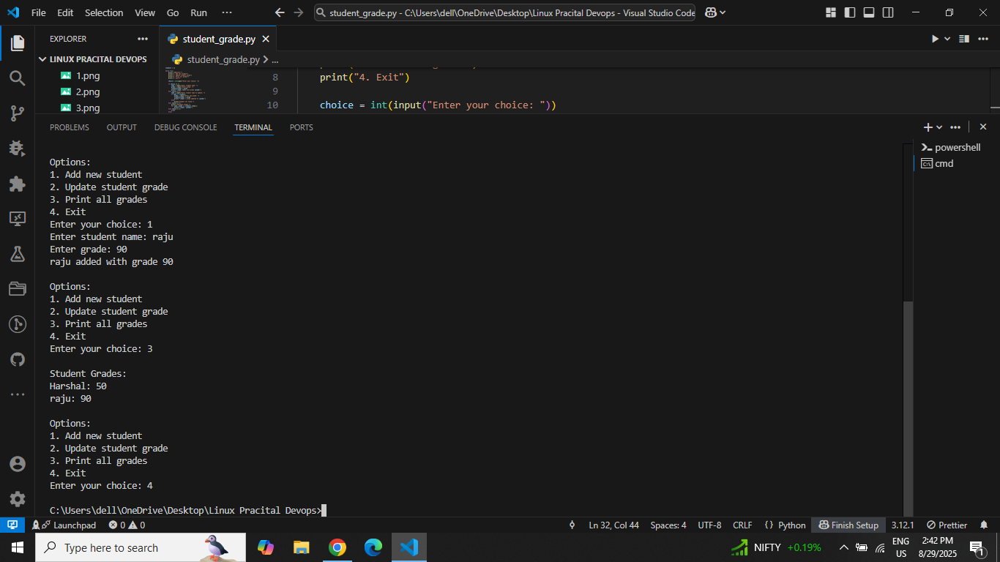 File Edit Selection View Go Run ···
student_grade.py - C:\Users\dell\OneDrive\Desktop\Linux Pracital Devops - Visual Studio Code
EXPLORER
student_grade.py
LINUX PRACITAL DEVOPS
student_grade.py > ...
1.png
2.png
3.png
8 print("4. Exit")
9
10 choice = int(input("Enter your choice: "))
PROBLEMS OUTPUT DEBUG CONSOLE TERMINAL PORTS
powershell
cmd
Options:
1. Add new student
2. Update student grade
3. Print all grades
4. Exit
Enter your choice: 1
Enter student name: raju
Enter grade: 90
raju added with grade 90
Options:
1. Add new student
2. Update student grade
3. Print all grades
4. Exit
Enter your choice: 3
Student Grades:
Harshal: 50
raju: 90
Options:
1. Add new student
2. Update student grade
3. Print all grades
4. Exit
Enter your choice: 4
C:\Users\dell\OneDrive\Desktop\Linux Pracital Devops>
Launchpad 0 0 Ln 32, Col 44 Spaces: 4 UTF-8 CRLF {} Python Finish Setup 3.12.1 Prettier
Type here to search
NIFTY +0.19%
ENG
US
2:42 PM
8/29/2025
1